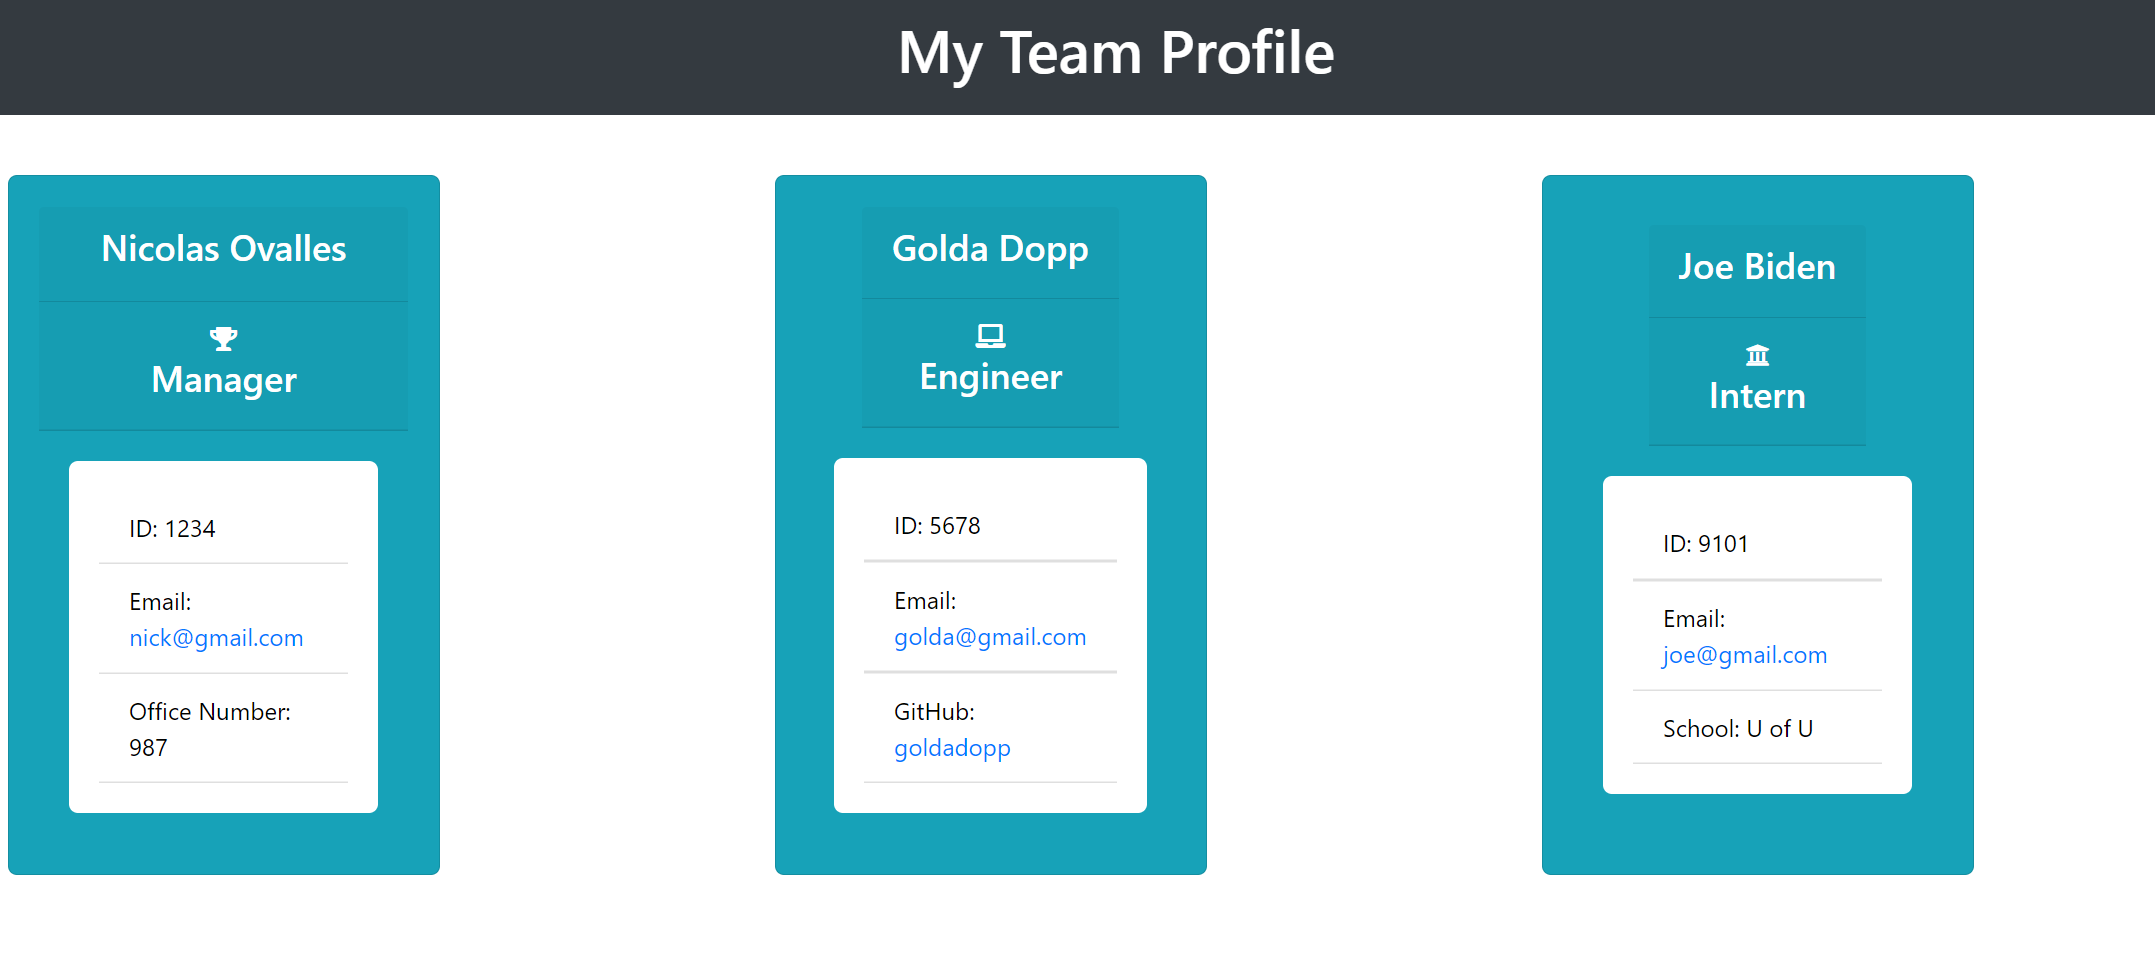 My Team Profile
Nicolas Ovalles
Manager
ID: 1234
Email:
nick@gmail.com
Office Number:
987
Golda Dopp
Engineer
ID: 5678
Email:
golda@gmail.com
GitHub:
goldadopp
Joe Biden
Intern
ID: 9101
Email:
joe@gmail.com
School: U of U